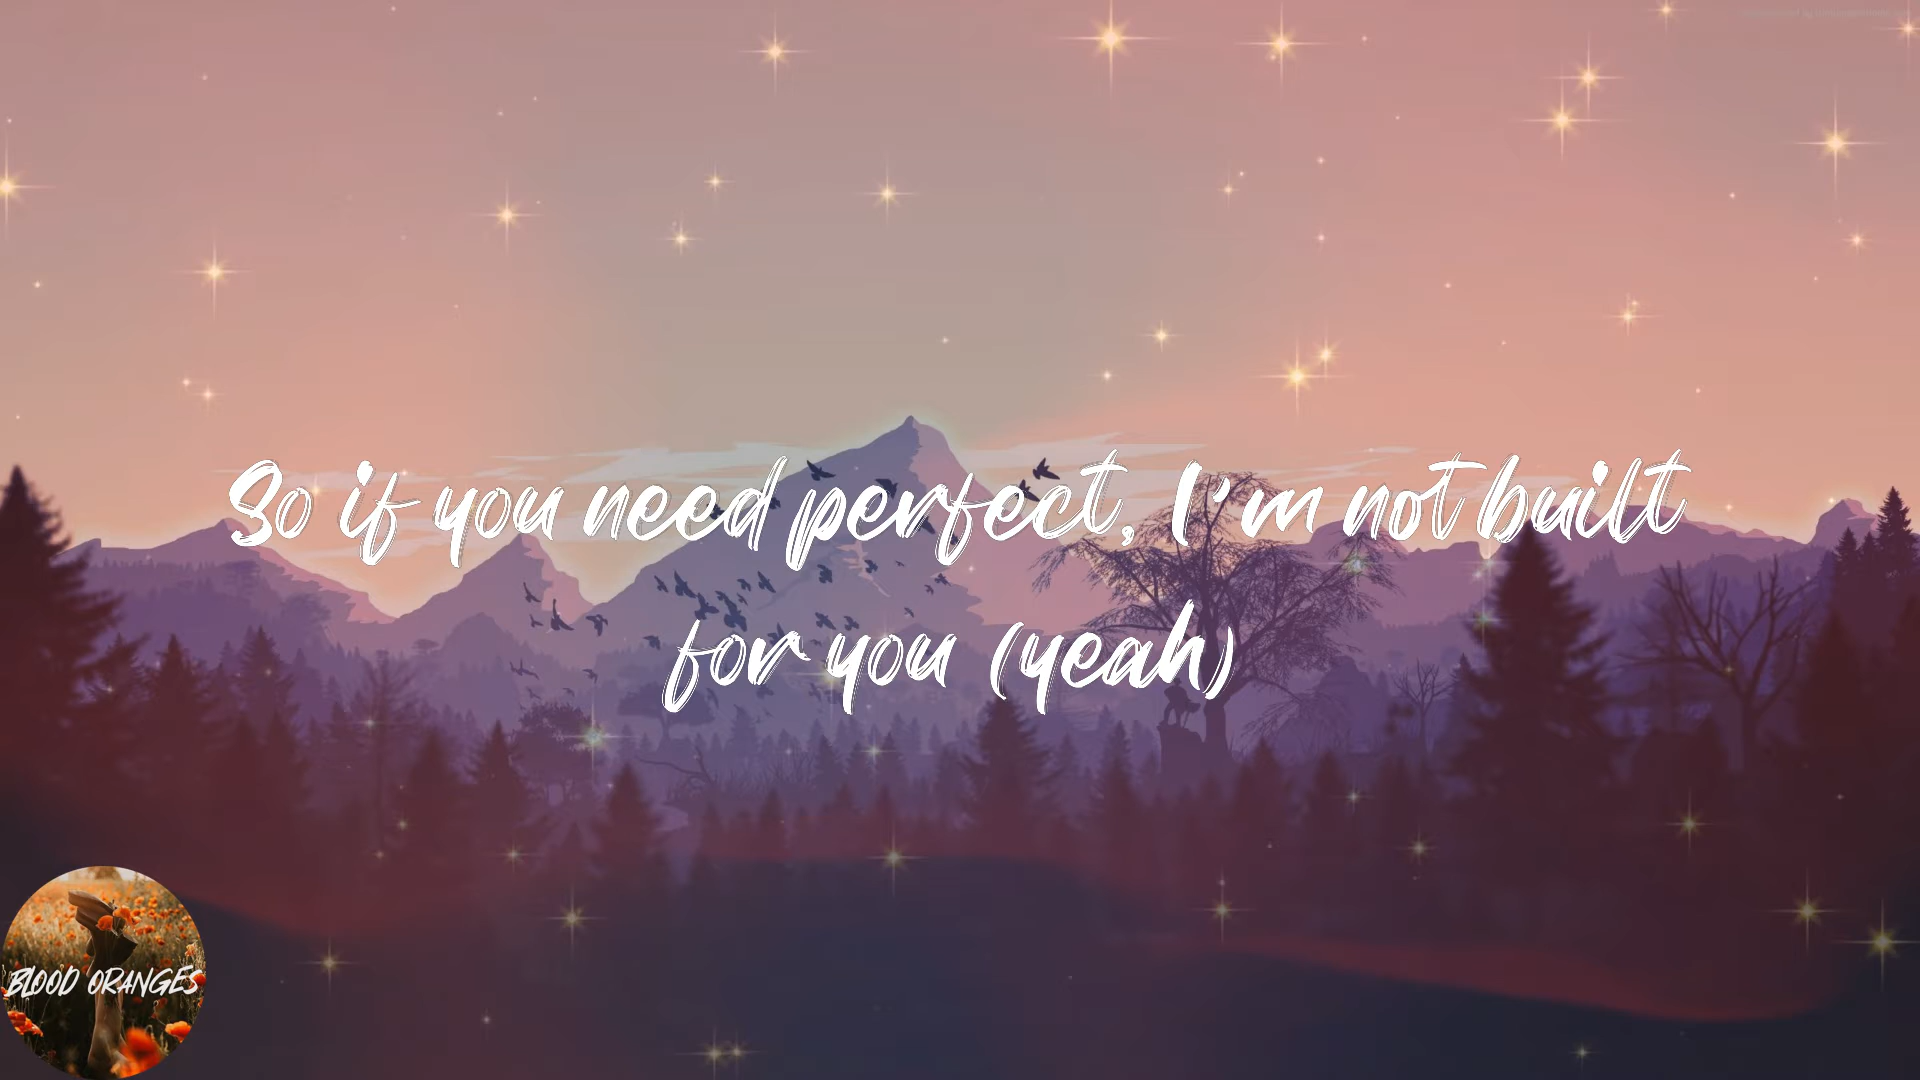 So if you need perfect, I'm not built
for you (yeah)
BLOOD ORANGES